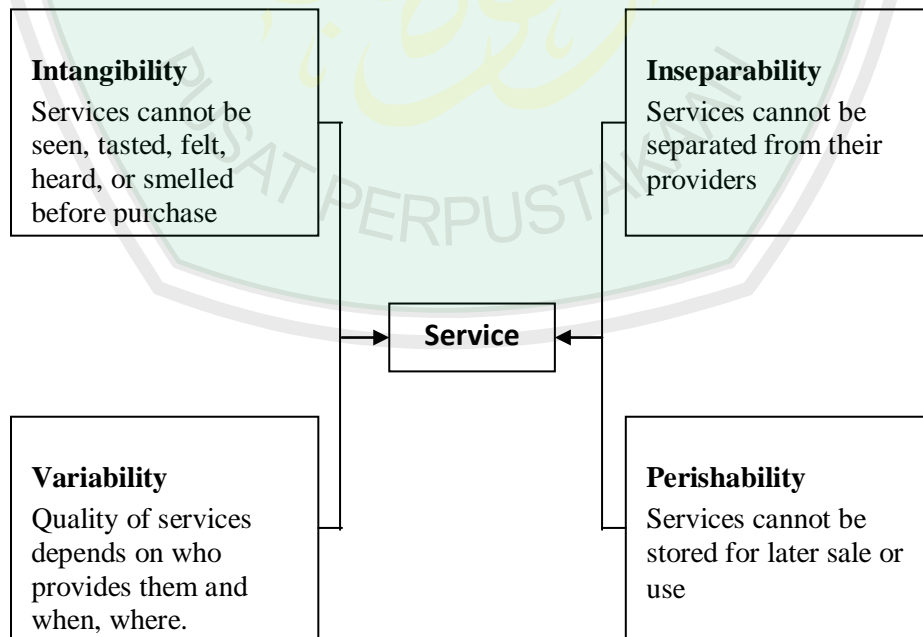 Intangibility
Services cannot be
seen, tasted, felt,
heard, or smelled
before purchase
Inseparability
Services cannot be
separated from their
providers
PUSAT PERPUSTAKAAN
Service
Variability
Quality of services
depends on who
provides them and
when, where.
Perishability
Services cannot be
stored for later sale or
use